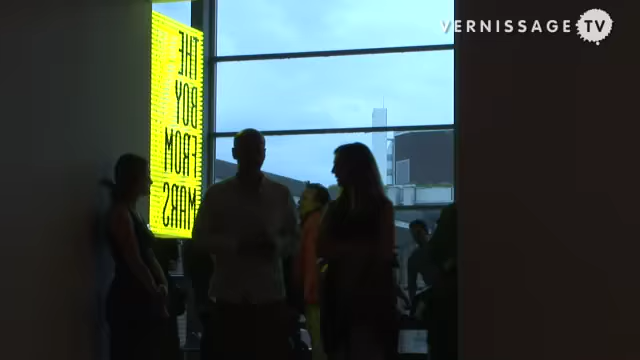 VERNISSAGE TV
THE
BOY
FROM
MARS